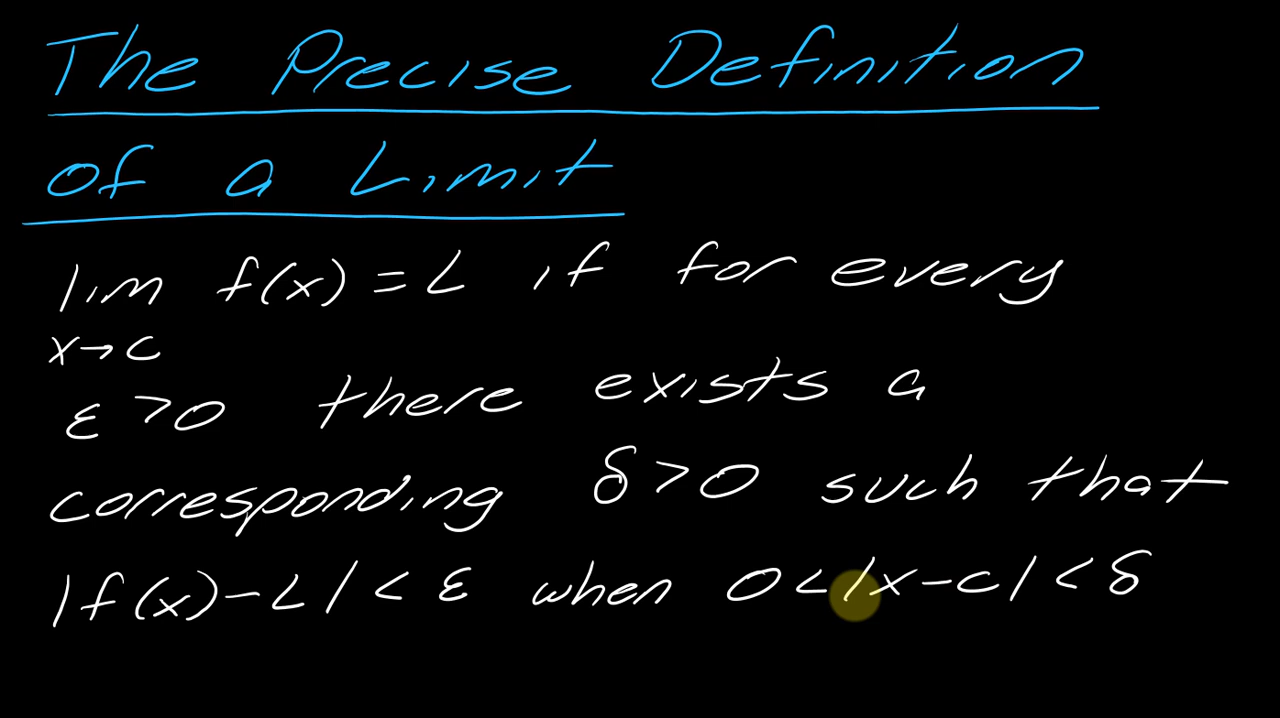 The Precise Definition
of a Limit
lim f(x) = L if for every
x→c
ε > 0 there exists a
corresponding δ > 0 such that
|f(x) - L| < ε when 0 < |x - c| < δ